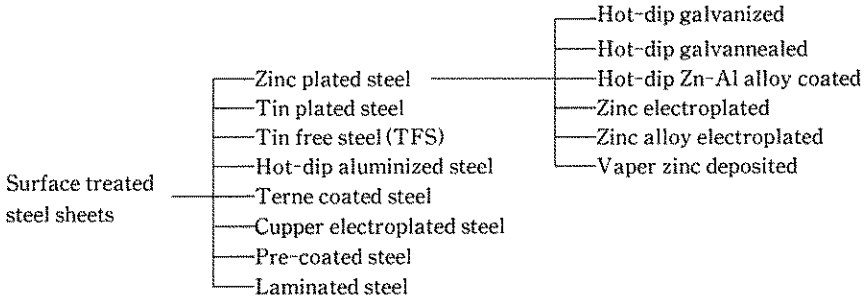 Hot-dip galvanized
Hot-dip galvannealed
Zinc plated steel
Hot-dip Zn-Al alloy coated
Tin plated steel
Zinc electroplated
Tin free steel (TFS)
Zinc alloy electroplated
Hot-dip aluminized steel
Vaper zinc deposited
Surface treated
steel sheets
Terne coated steel
Cupper electroplated steel
Pre-coated steel
Laminated steel